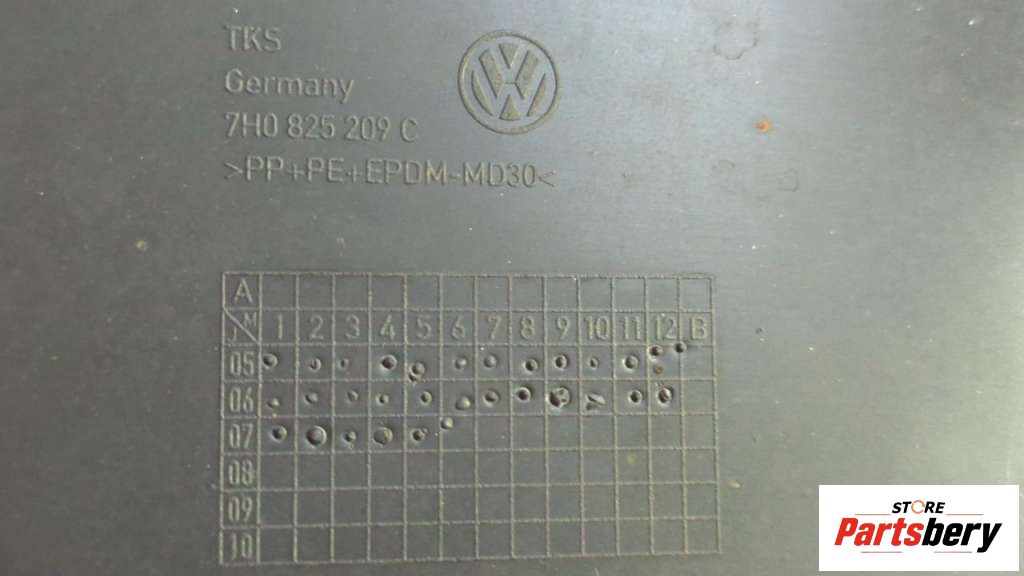 TKS
Germany
7H0 825 209 C
>PP+PE+EPDM-MD30<
A
J M 1 2 3 4 5 6 7 8 9 10 11 12 B
05
06
07
08
09
10
STORE
Partsbery